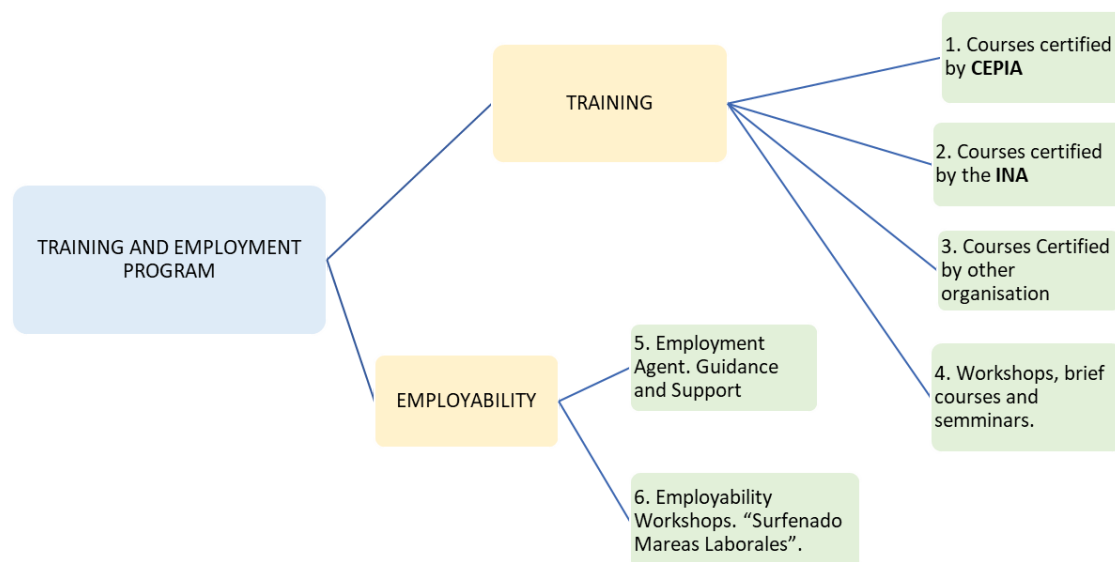 TRAINING AND EMPLOYMENT
PROGRAM
TRAINING
1. Courses certified
by CEPIA
2. Courses certified
by the INA
3. Courses Certified
by other
organisation
4. Workshops, brief
courses and
semminars.
EMPLOYABILITY
5. Employment
Agent. Guidance
and Support
6. Employability
Workshops. “Surfenado
Mareas Laborales”.